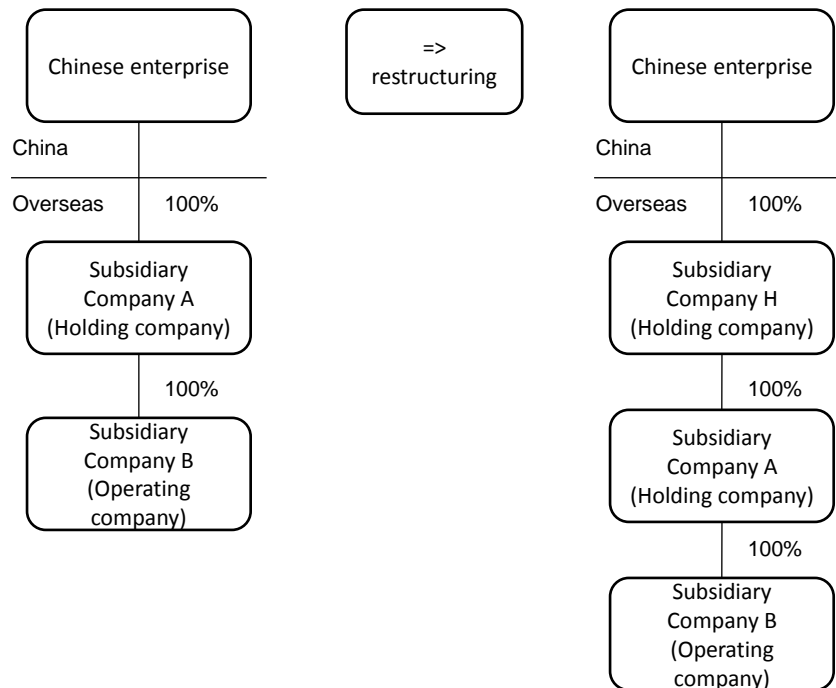 Chinese enterprise
China
Overseas
100%
Subsidiary
Company A
(Holding company)
100%
Subsidiary
Company B
(Operating
company)
=>
restructuring
Chinese enterprise
China
Overseas
100%
Subsidiary
Company H
(Holding company)
100%
Subsidiary
Company A
(Holding company)
100%
Subsidiary
Company B
(Operating
company)